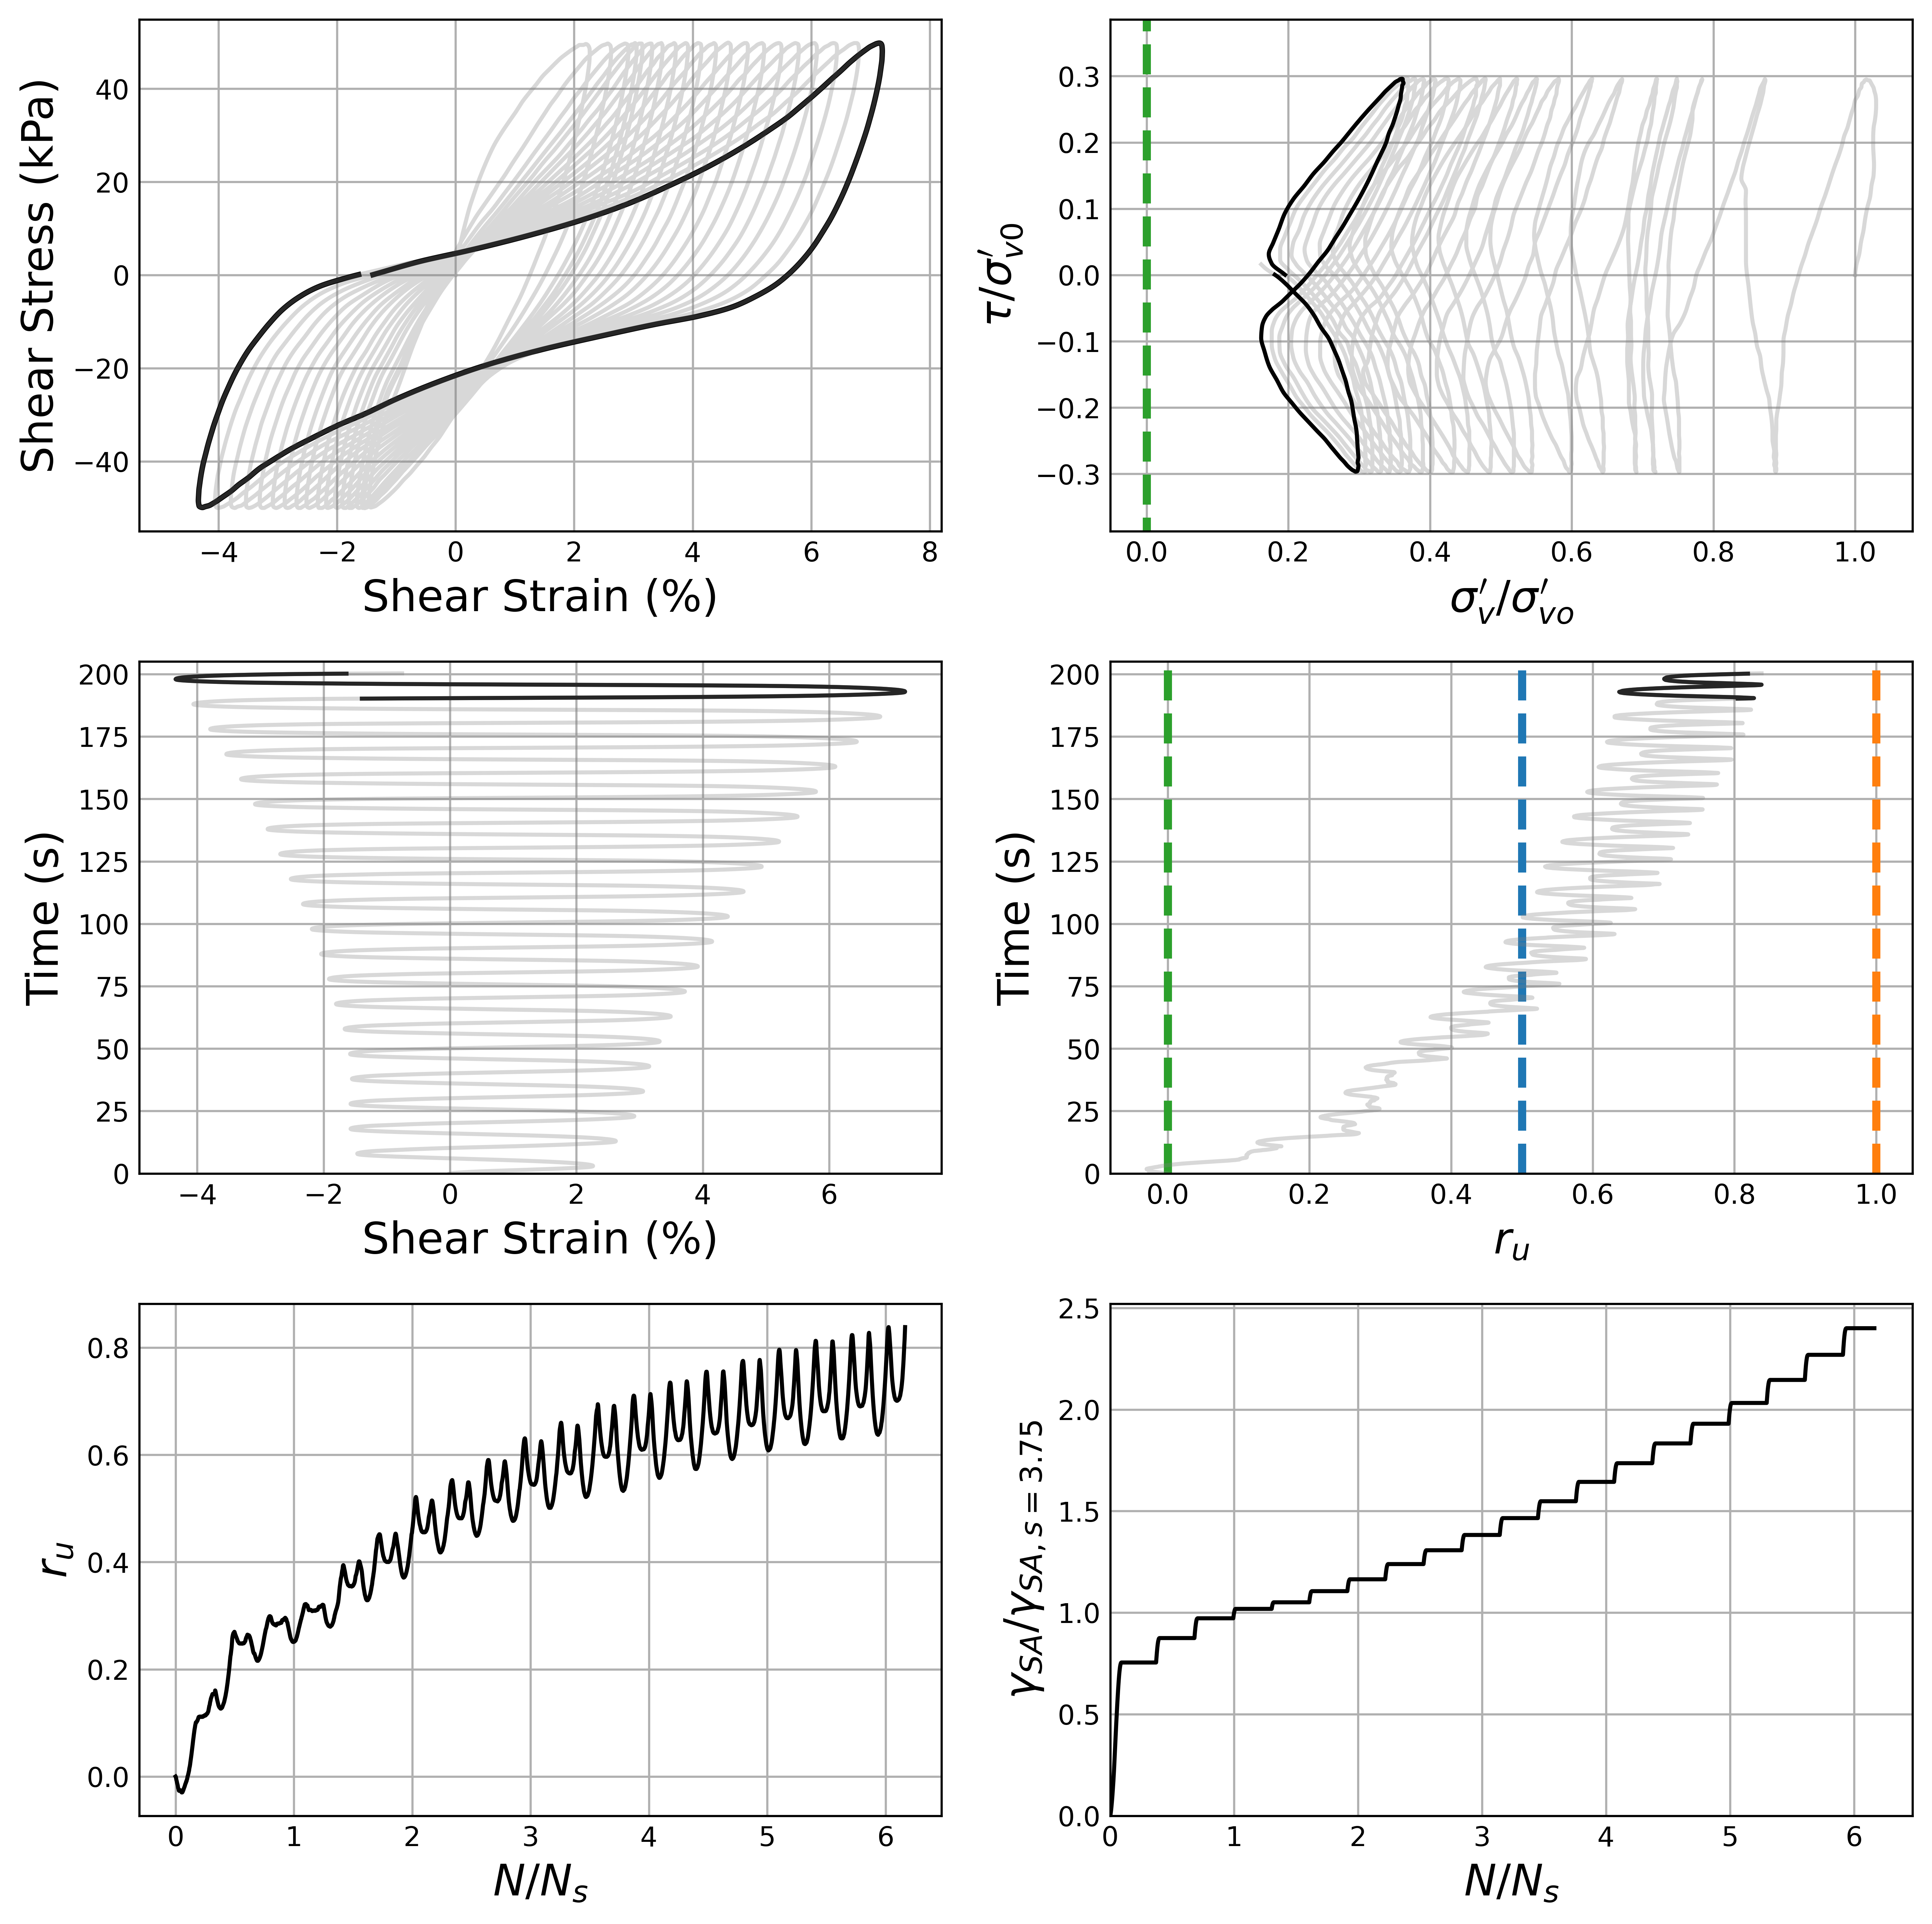 Shear Stress (kPa)
40
20
0
−20
−40
−4 −2 0 2 4 6 8
Shear Strain (%)
τ/σ′v0
0.3
0.2
0.1
0.0
−0.1
−0.2
−0.3
0.0 0.2 0.4 0.6 0.8 1.0
σ′v/σ′vo
Time (s)
200
175
150
125
100
75
50
25
0
−4 −2 0 2 4 6
Shear Strain (%)
Time (s)
200
175
150
125
100
75
50
25
0
0.0 0.2 0.4 0.6 0.8 1.0
ru
ru
0.8
0.6
0.4
0.2
0.0
0 1 2 3 4 5 6
N/Ns
γSA/γSA, s = 3.75
2.5
2.0
1.5
1.0
0.5
0.0
0 1 2 3 4 5 6
N/Ns